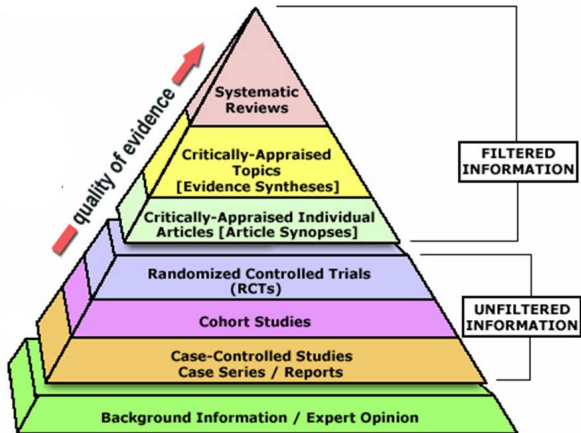 quality of evidence
Systematic
Reviews
Critically-Appraised
Topics
[Evidence Syntheses]
Critically-Appraised Individual
Articles [Article Synopses]
FILTERED
INFORMATION
Randomized Controlled Trials
(RCTs)
Cohort Studies
UNFILTERED
INFORMATION
Case-Controlled Studies
Case Series / Reports
Background Information / Expert Opinion